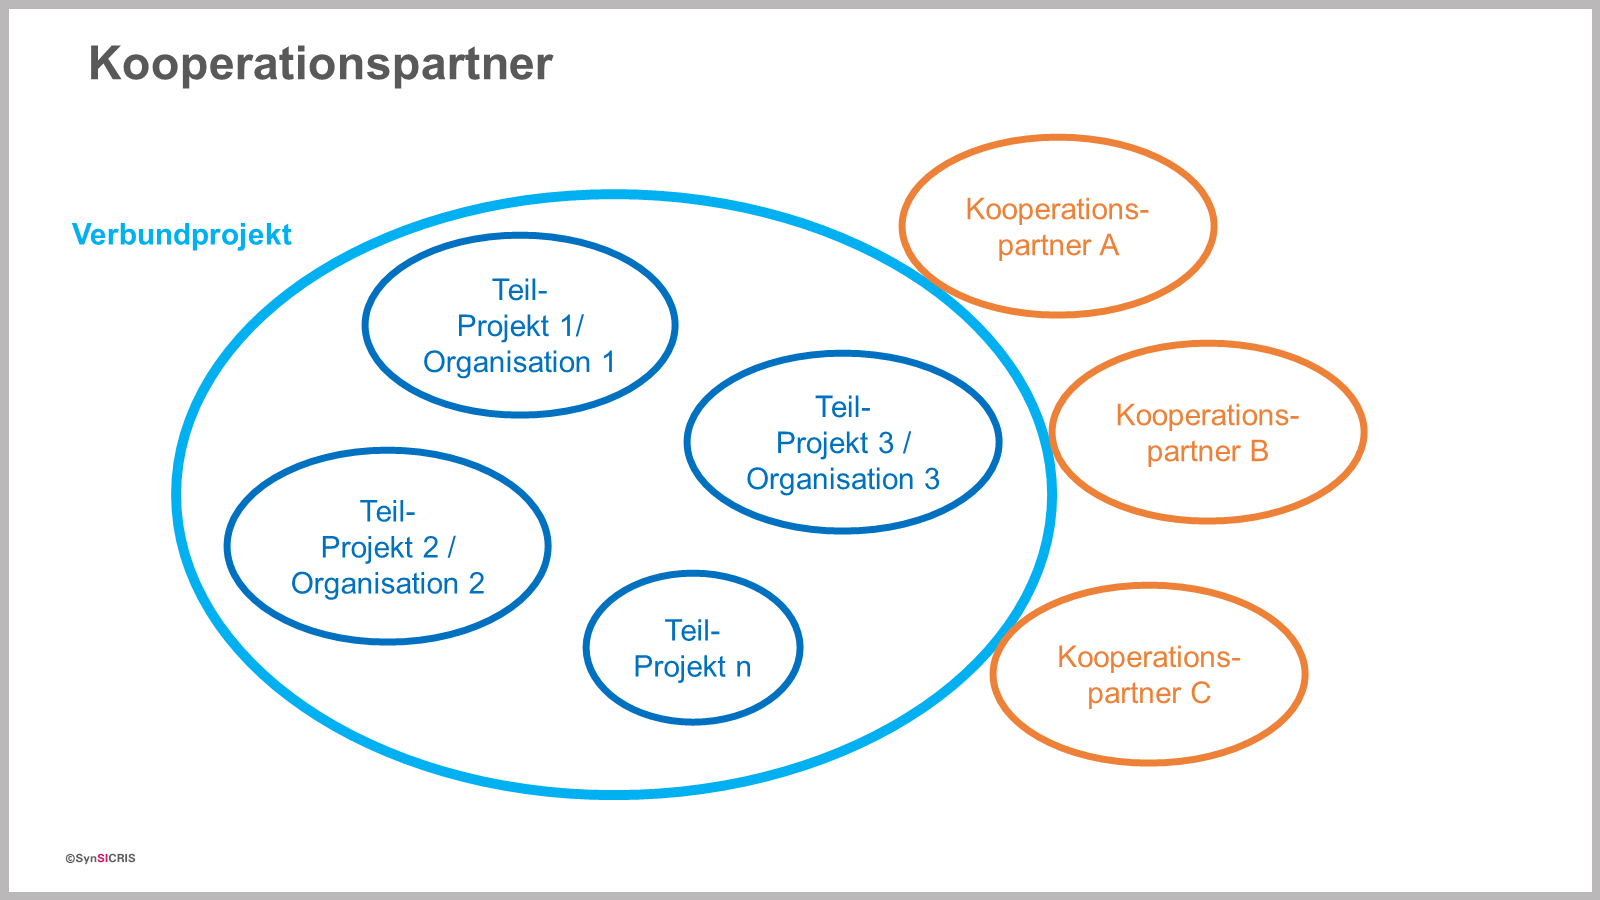 Kooperationspartner
Verbundprojekt
Teil-
Projekt 1/
Organisation 1
Teil-
Projekt 2 /
Organisation 2
Teil-
Projekt 3 /
Organisation 3
Teil-
Projekt n
Kooperations-
partner A
Kooperations-
partner B
Kooperations-
partner C
©SynSICRIS